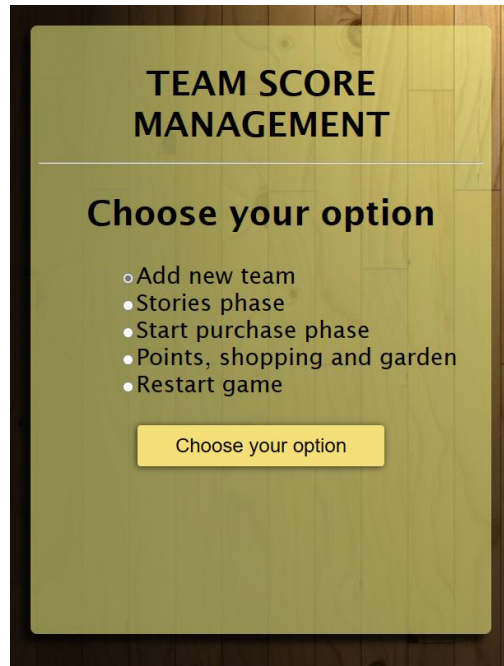 TEAM SCORE
MANAGEMENT
Choose your option
Add new team
Stories phase
Start purchase phase
Points, shopping and garden
Restart game
Choose your option